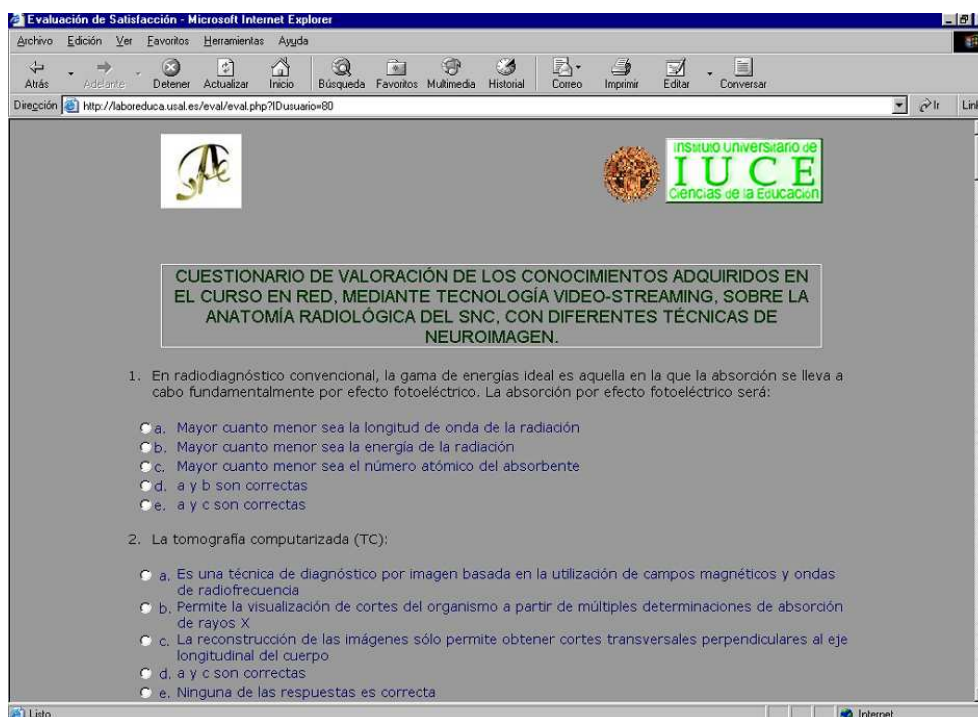 Evaluación de Satisfacción - Microsoft Internet Explorer
Archivo Edición Ver Favoritos Herramientas Ayuda
Atrás Adelante Detener Actualizar Inicio Búsqueda Favoritos Multimedia Historial Correo Imprimir Editar Conversar
Dirección http://laboreduca.usal.es/eval/eval.php?IDusuario=80 Ir
Instituto Universitario de
IUCE
Ciencias de la Educación
CUESTIONARIO DE VALORACIÓN DE LOS CONOCIMIENTOS ADQUIRIDOS EN
EL CURSO EN RED, MEDIANTE TECNOLOGÍA VIDEO-STREAMING, SOBRE LA
ANATOMÍA RADIOLÓGICA DEL SNC, CON DIFERENTES TÉCNICAS DE
NEUROIMAGEN.
1. En radiodiagnóstico convencional, la gama de energías ideal es aquella en la que la absorción se lleva a
cabo fundamentalmente por efecto fotoeléctrico. La absorción por efecto fotoeléctrico será:
a. Mayor cuanto menor sea la longitud de onda de la radiación
b. Mayor cuanto menor sea la energía de la radiación
c. Mayor cuanto menor sea el número atómico del absorbente
d. a y b son correctas
e. a y c son correctas
2. La tomografía computarizada (TC):
a. Es una técnica de diagnóstico por imagen basada en la utilización de campos magnéticos y ondas
de radiofrecuencia
b. Permite la visualización de cortes del organismo a partir de múltiples determinaciones de absorción
de rayos X
c. La reconstrucción de las imágenes sólo permite obtener cortes transversales perpendiculares al eje
longitudinal del cuerpo
d. a y c son correctas
e. Ninguna de las respuestas es correcta
Listo Internet